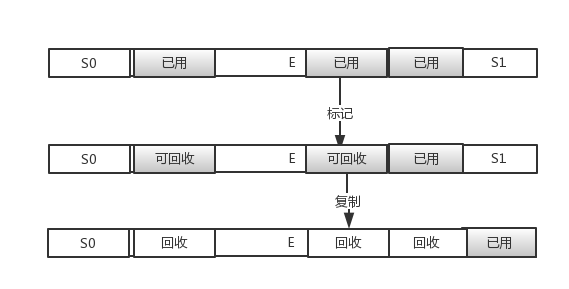 S0 已用 E 已用 已用 S1
标记
S0 可回收 E 可回收 已用 S1
复制
S0 回收 E 回收 回收 已用